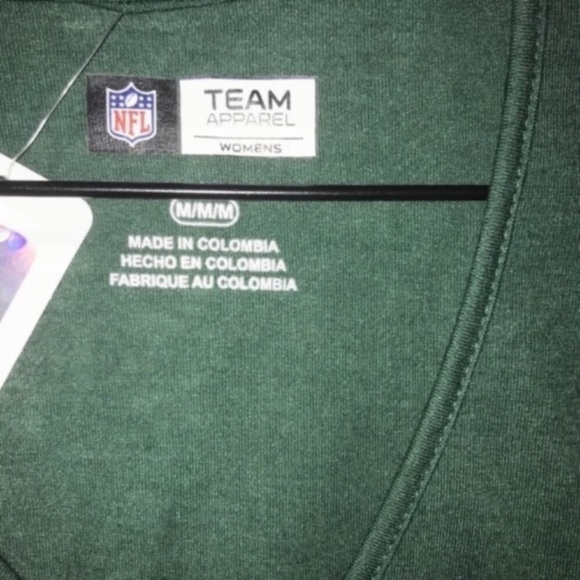 NFL
TEAM
APPAREL
WOMENS
M/M/M
MADE IN COLOMBIA
HECHO EN COLOMBIA
FABRIQUE AU COLOMBIA